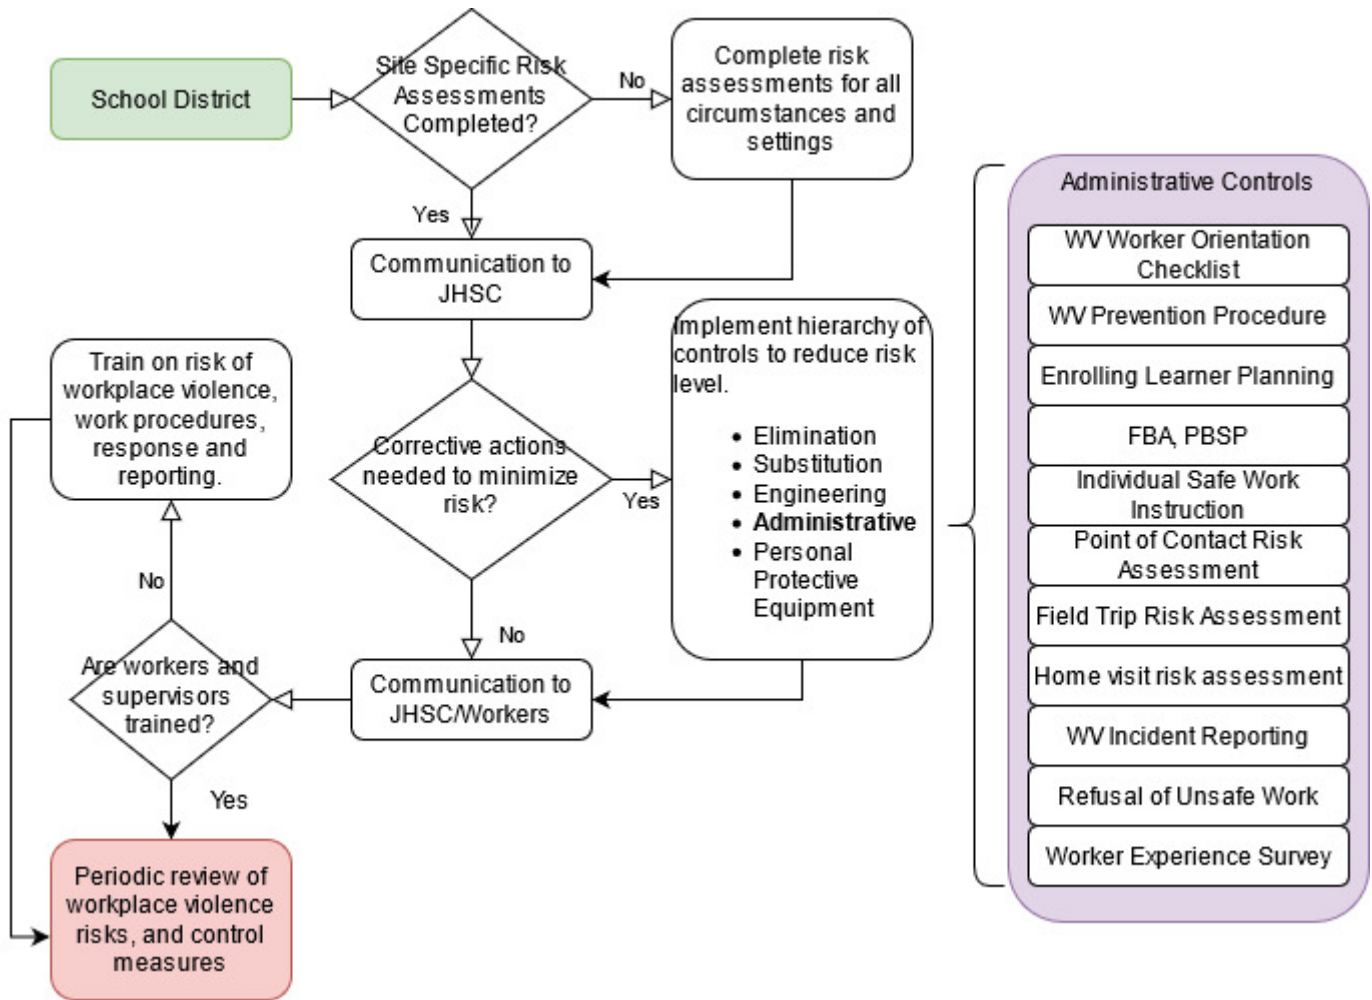 School District
Site Specific Risk
Assessments
Completed?
No
Complete risk
assessments for all
circumstances and
settings
Yes
Communication to
JHSC
Corrective actions
needed to minimize
risk?
Yes
Implement hierarchy of
controls to reduce risk
level.
• Elimination
• Substitution
• Engineering
• Administrative
• Personal
Protective
Equipment
No
Communication to
JHSC/Workers
Are workers and
supervisors
trained?
No
Train on risk of
workplace violence,
work procedures,
response and
reporting.
Yes
Periodic review of
workplace violence
risks, and control
measures
Administrative Controls
WV Worker Orientation
Checklist
WV Prevention Procedure
Enrolling Learner Planning
FBA, PBSP
Individual Safe Work
Instruction
Point of Contact Risk
Assessment
Field Trip Risk Assessment
Home visit risk assessment
WV Incident Reporting
Refusal of Unsafe Work
Worker Experience Survey